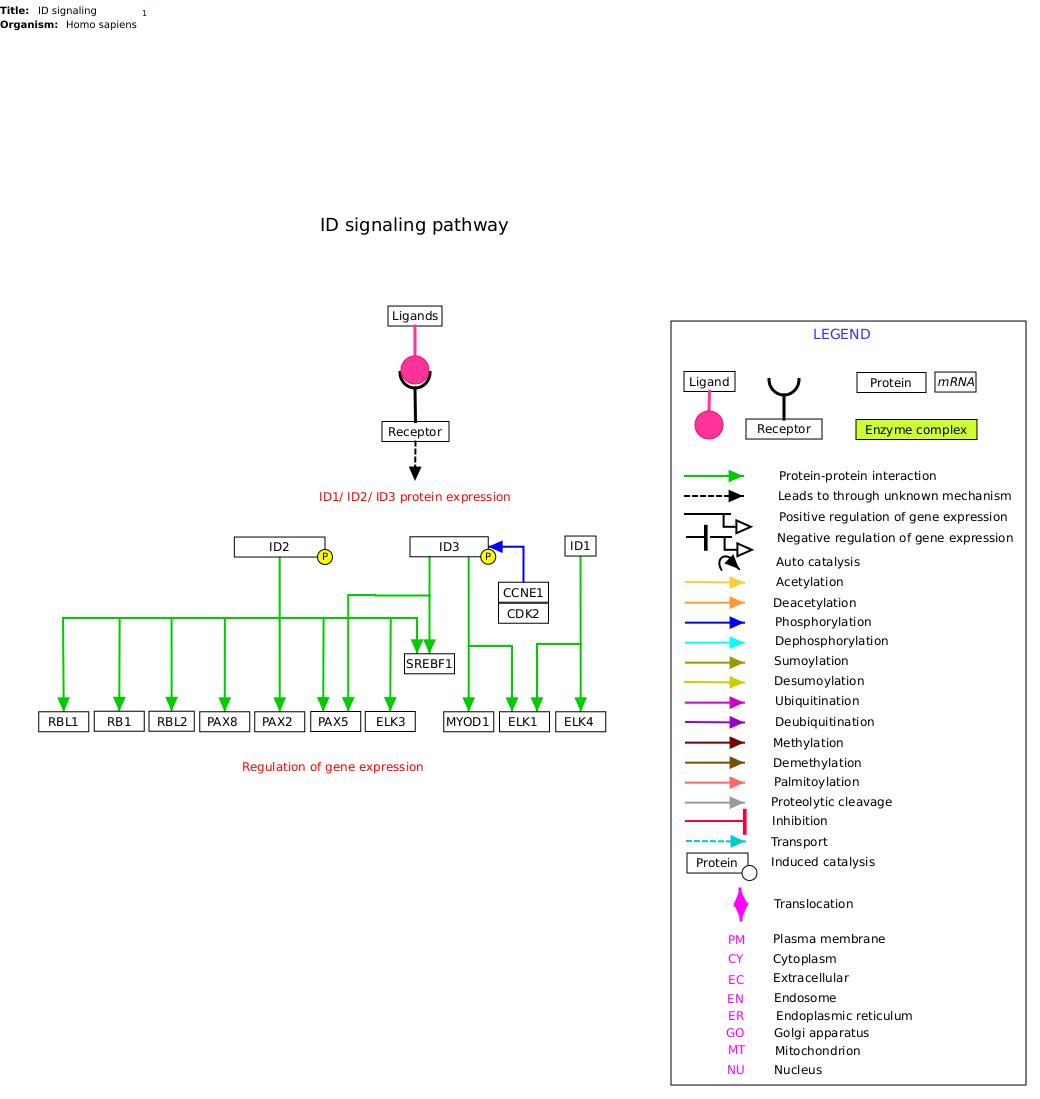 Title: ID signaling 1
Organism: Homo sapiens
ID signaling pathway
Ligands
Receptor
ID1/ ID2/ ID3 protein expression
ID2
P
ID3
P
ID1
CCNE1
CDK2
SREBF1
RBL1
RB1
RBL2
PAX8
PAX2
PAX5
ELK3
MYOD1
ELK1
ELK4
Regulation of gene expression
LEGEND
Ligand
Receptor
Protein
mRNA
Enzyme complex
Protein-protein interaction
Leads to through unknown mechanism
Positive regulation of gene expression
Negative regulation of gene expression
Auto catalysis
Acetylation
Deacetylation
Phosphorylation
Dephosphorylation
Sumoylation
Desumoylation
Ubiquitination
Deubiquitination
Methylation
Demethylation
Palmitoylation
Proteolytic cleavage
Inhibition
Transport
Protein Induced catalysis
Translocation
PM Plasma membrane
CY Cytoplasm
EC Extracellular
EN Endosome
ER Endoplasmic reticulum
GO Golgi apparatus
MT Mitochondrion
NU Nucleus